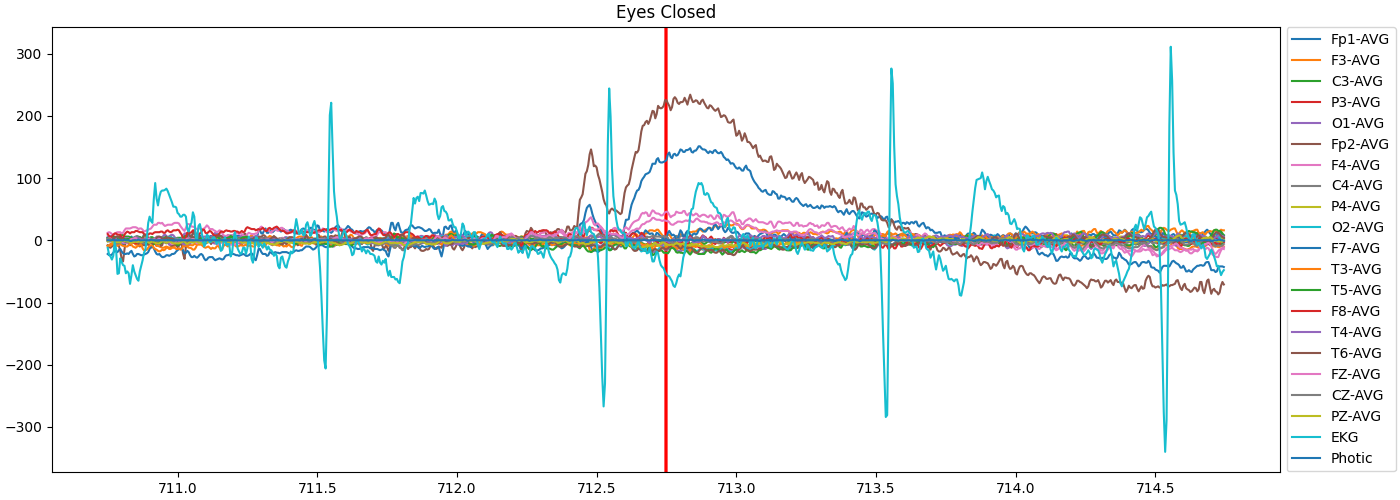 Eyes Closed
300
200
100
0
−100
−200
−300
711.0 711.5 712.0 712.5 713.0 713.5 714.0 714.5
Fp1-AVG
F3-AVG
C3-AVG
P3-AVG
O1-AVG
Fp2-AVG
F4-AVG
C4-AVG
P4-AVG
O2-AVG
F7-AVG
T3-AVG
T5-AVG
F8-AVG
T4-AVG
T6-AVG
FZ-AVG
CZ-AVG
PZ-AVG
EKG
Photic